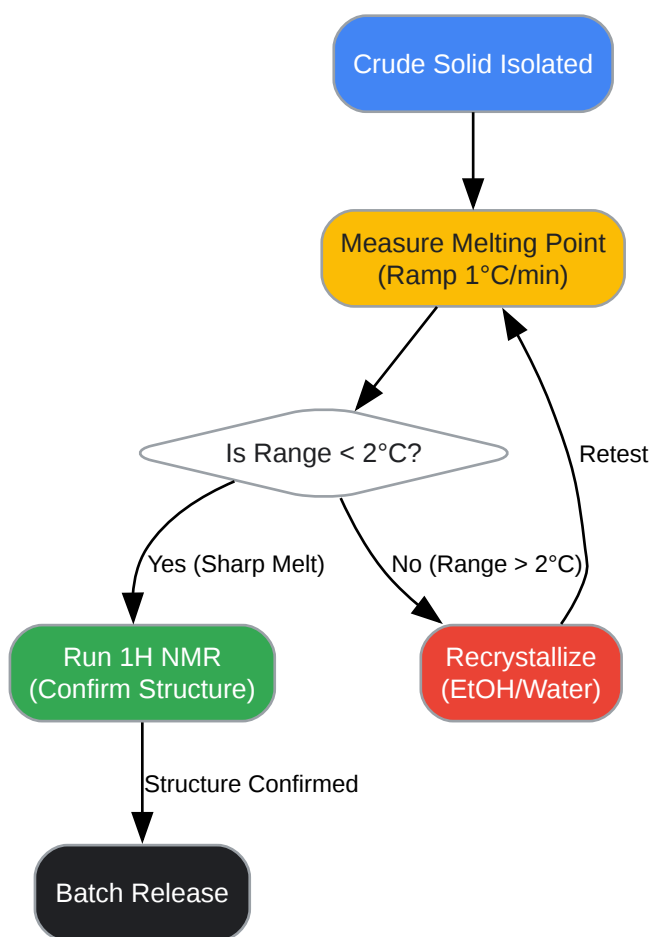 Crude Solid Isolated
Measure Melting Point
(Ramp 1°C/min)
Retest
Is Range < 2°C?
Yes (Sharp Melt)
No (Range > 2°C)
Run 1H NMR
(Confirm Structure)
Recrystallize
(EtOH/Water)
Structure Confirmed
Batch Release